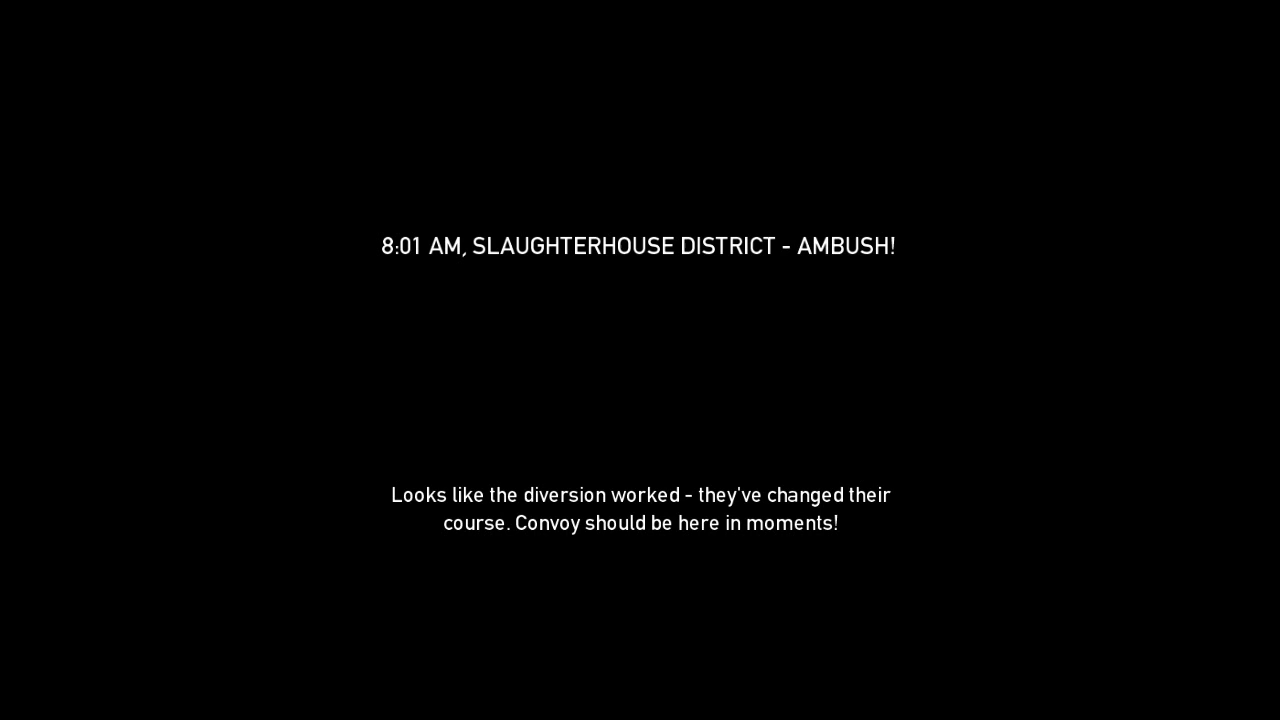 8:01 AM, SLAUGHTERHOUSE DISTRICT - AMBUSH!
Looks like the diversion worked - they've changed their
course. Convoy should be here in moments!